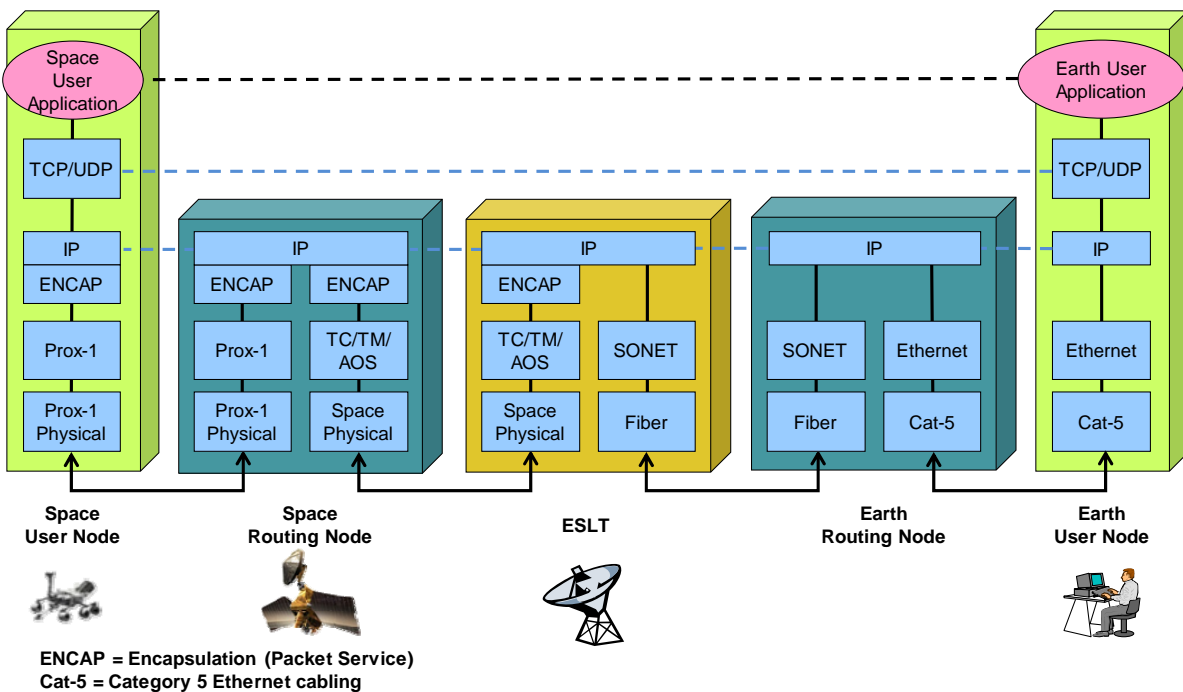 Space
User
Application
Earth User
Application
TCP/UDP
TCP/UDP
IP
IP
IP
IP
IP
ENCAP
ENCAP
ENCAP
ENCAP
Prox-1
Prox-1
TC/TM/
AOS
TC/TM/
AOS
SONET
SONET
Ethernet
Ethernet
Prox-1
Physical
Prox-1
Physical
Space
Physical
Space
Physical
Fiber
Fiber
Cat-5
Cat-5
Space
User Node
Space
Routing Node
ESLT
Earth
Routing Node
Earth
User Node
ENCAP = Encapsulation (Packet Service)
Cat-5 = Category 5 Ethernet cabling